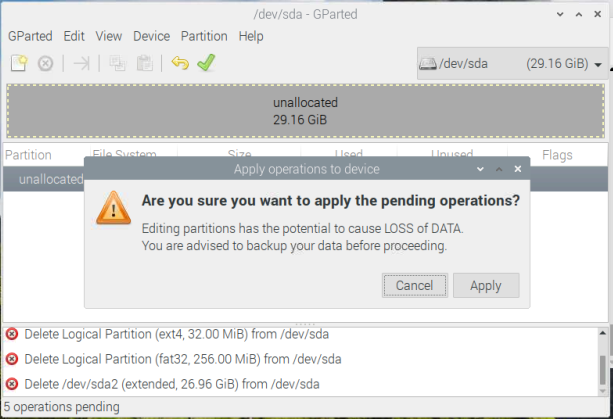 /dev/sda - GParted
GParted Edit View Device Partition Help
/dev/sda (29.16 GiB)
unallocated
29.16 GiB
Partition File System Size Used Unused Flags
unallocated
Apply operations to device
Are you sure you want to apply the pending operations?
Editing partitions has the potential to cause LOSS of DATA.
You are advised to backup your data before proceeding.
Cancel Apply
Delete Logical Partition (ext4, 32.00 MiB) from /dev/sda
Delete Logical Partition (fat32, 256.00 MiB) from /dev/sda
Delete /dev/sda2 (extended, 26.96 GiB) from /dev/sda
5 operations pending